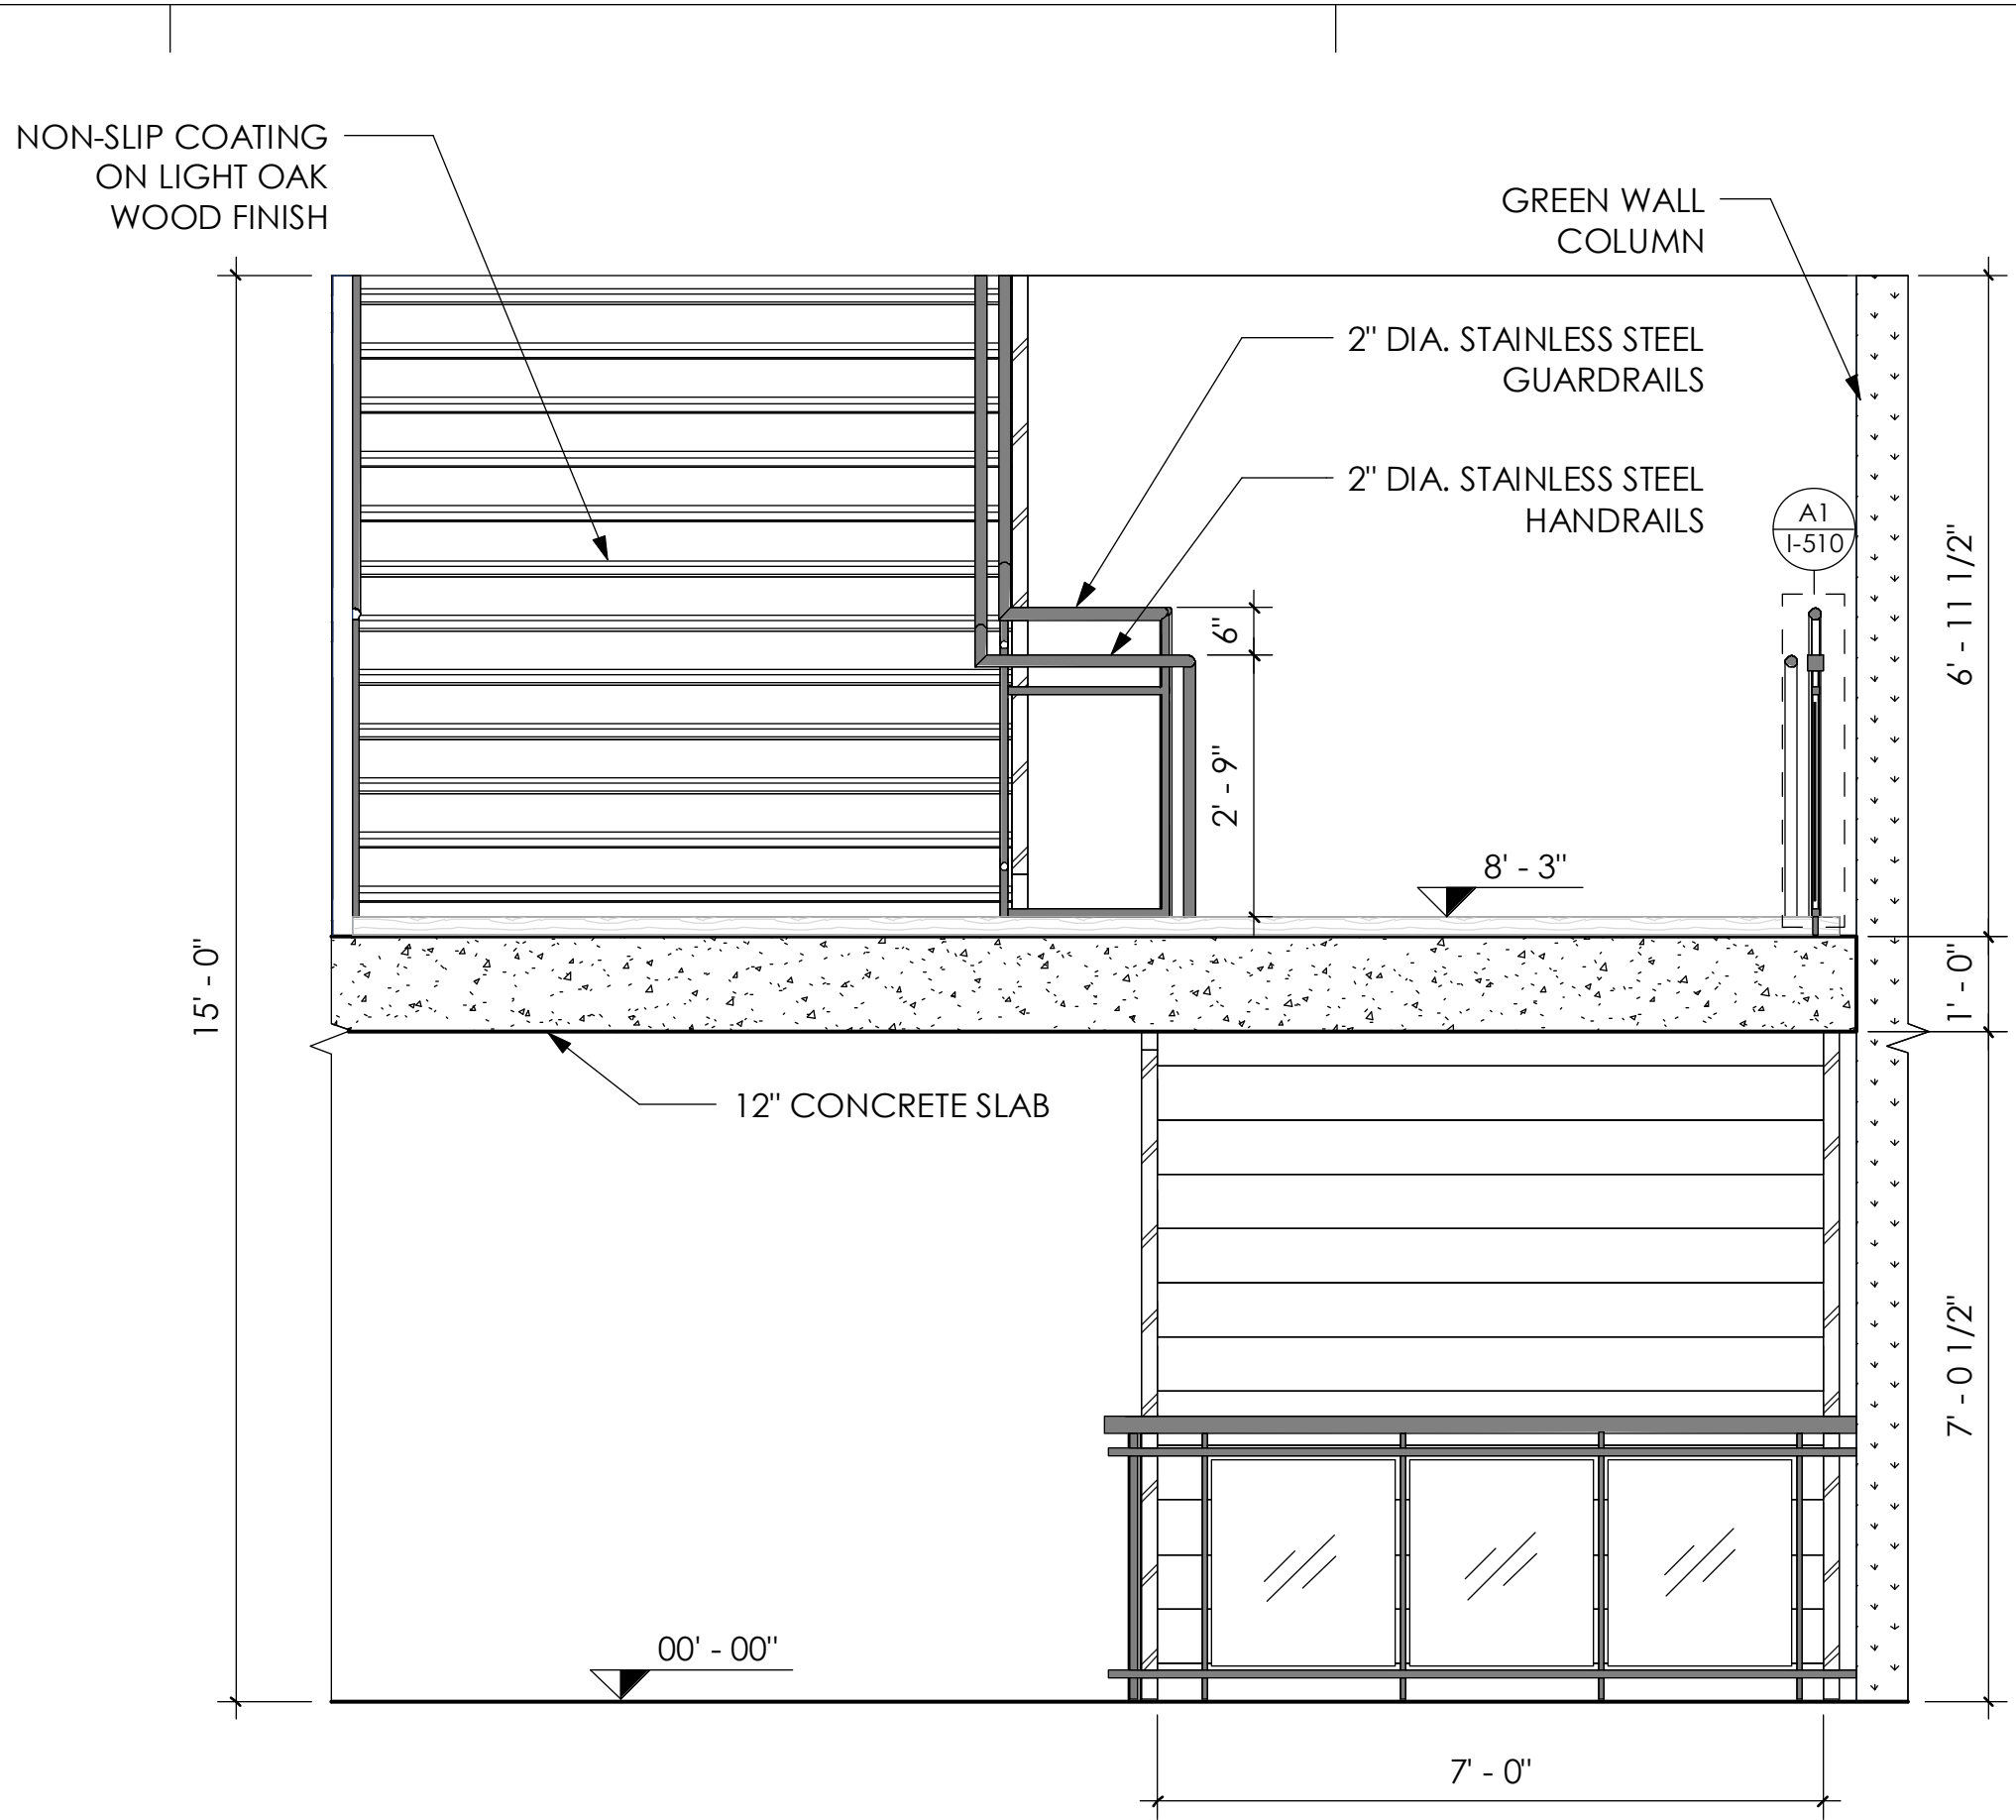 NON-SLIP COATING
ON LIGHT OAK
WOOD FINISH
GREEN WALL
COLUMN
2" DIA. STAINLESS STEEL
GUARDRAILS
2" DIA. STAINLESS STEEL
HANDRAILS
A1
I-510
6' - 11 1/2"
6"
2' - 9"
8' - 3"
15' - 0"
1' - 0"
12" CONCRETE SLAB
7' - 0 1/2"
00' - 00"
7' - 0"